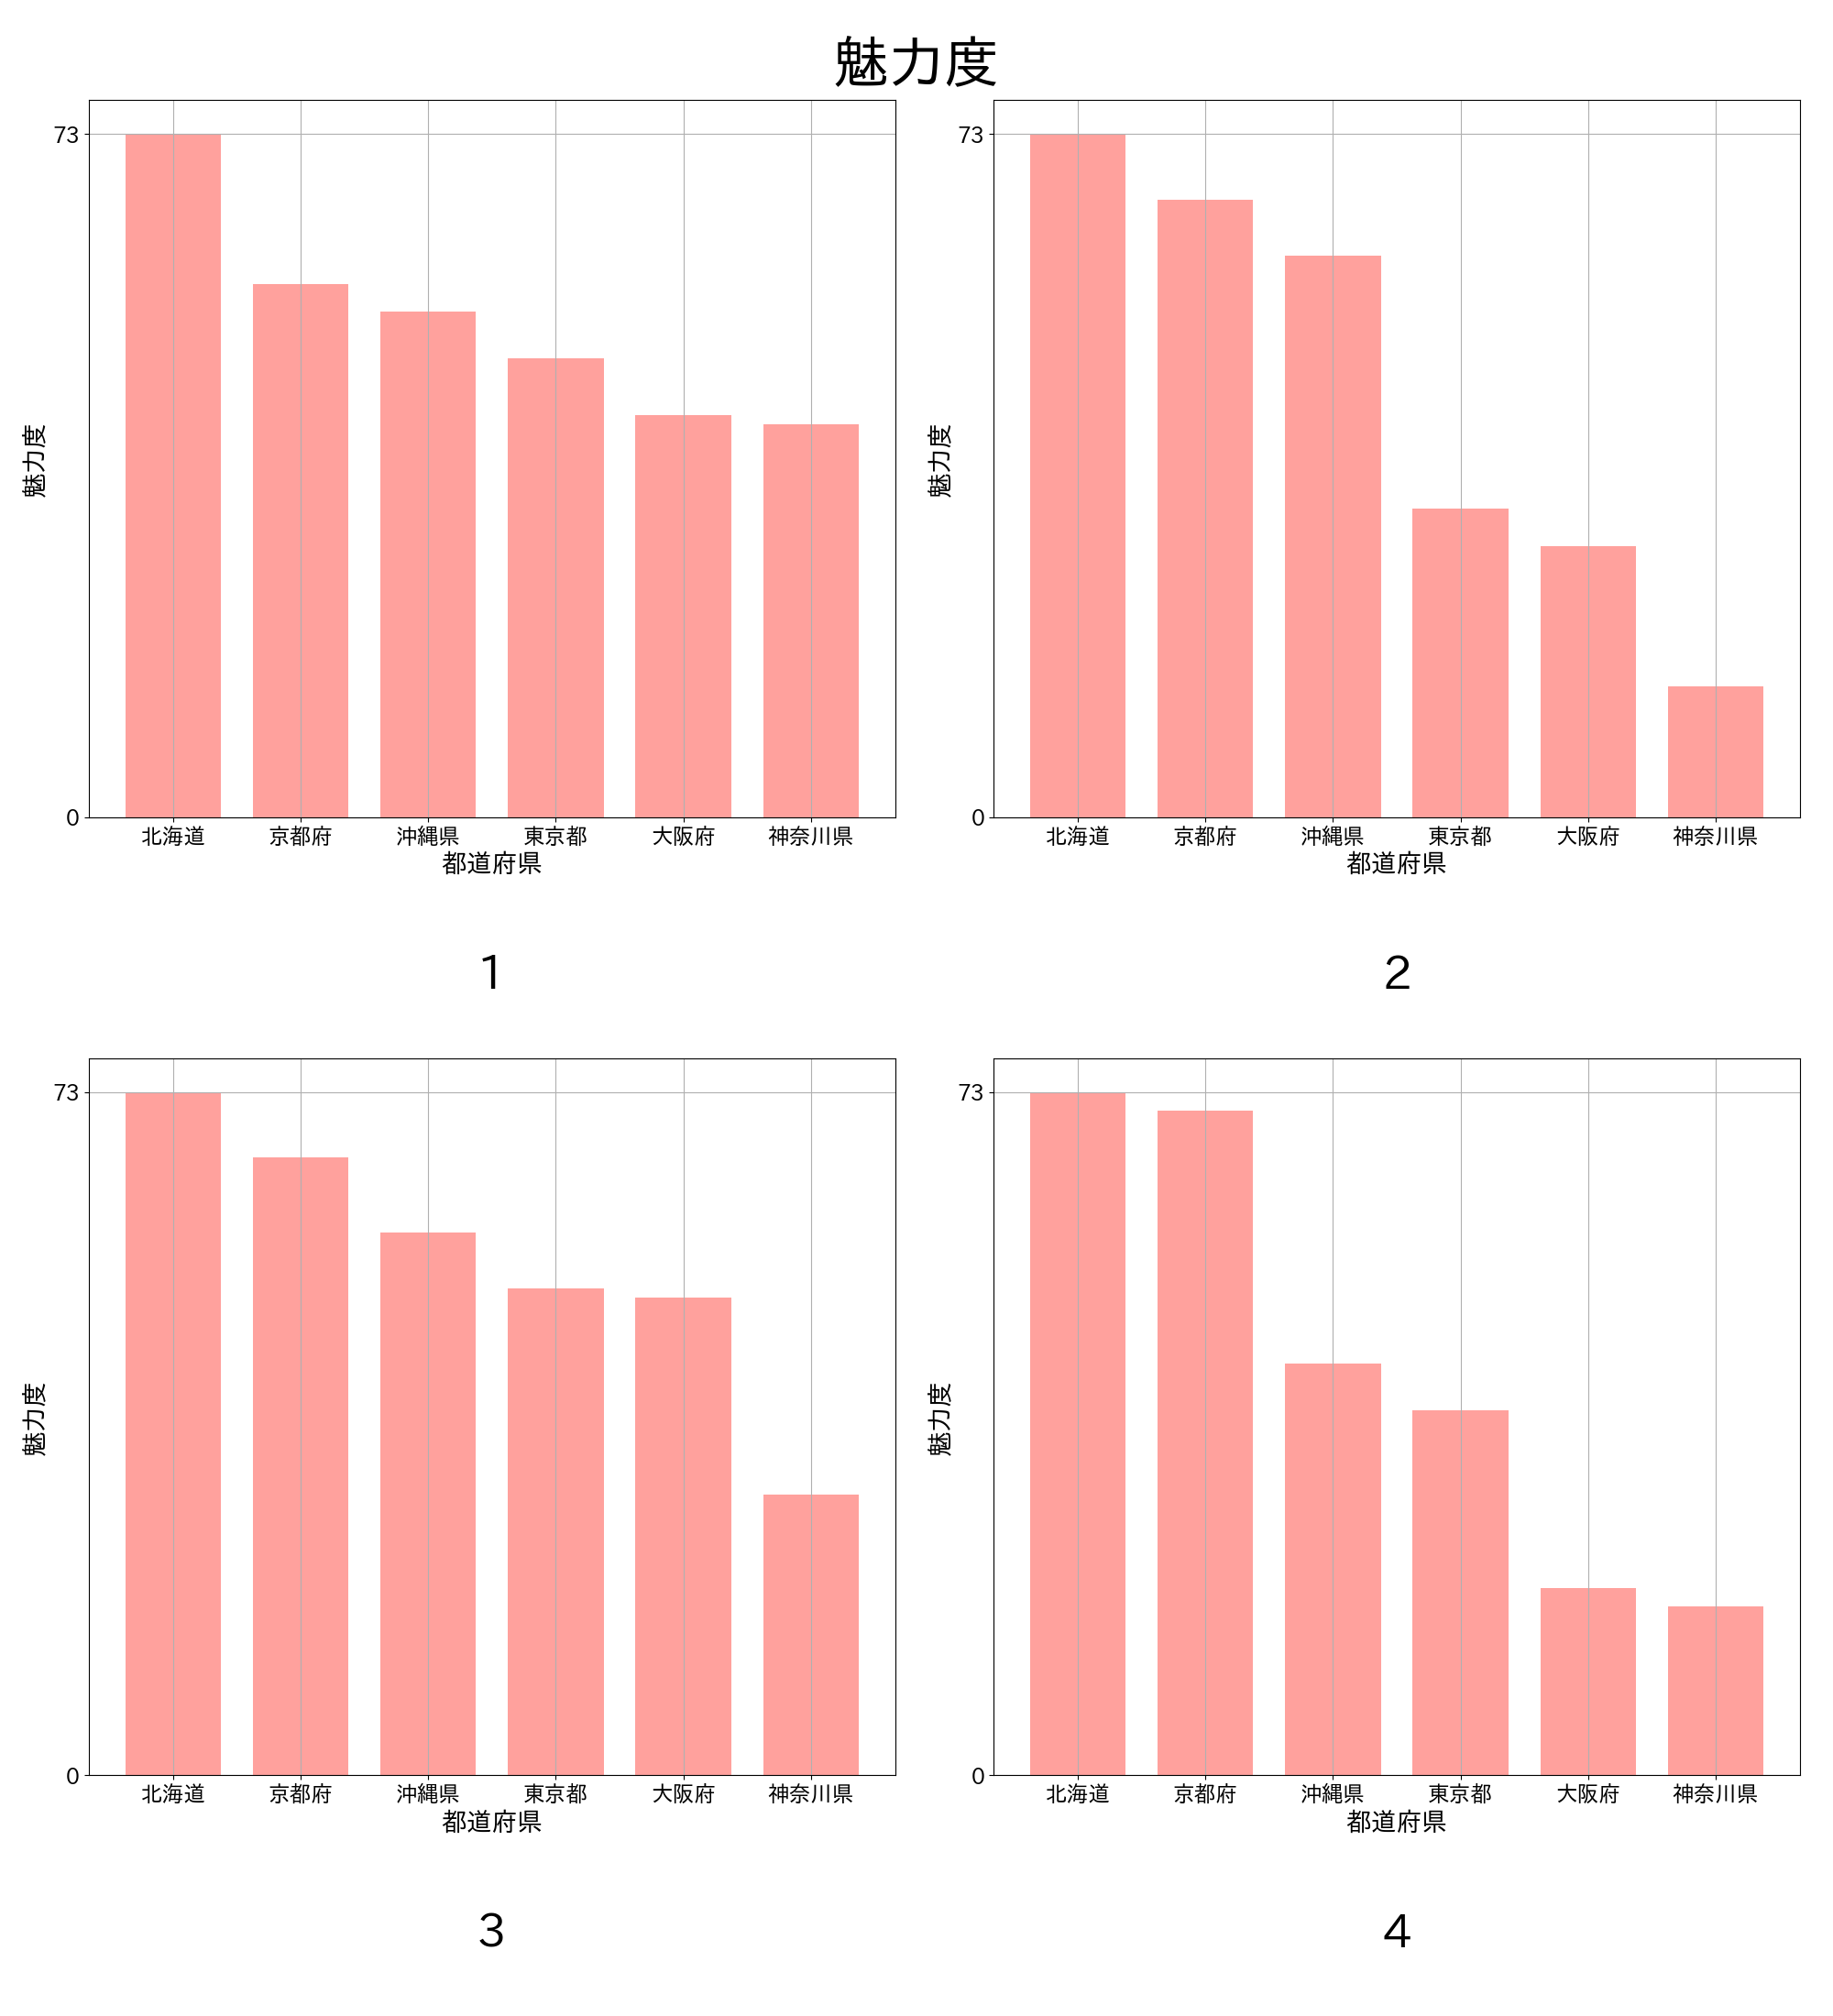 魅力度
73
0
魅力度
北海道 京都府 沖縄県 東京都 大阪府 神奈川県
都道府県
1
73
0
魅力度
北海道 京都府 沖縄県 東京都 大阪府 神奈川県
都道府県
2
73
0
魅力度
北海道 京都府 沖縄県 東京都 大阪府 神奈川県
都道府県
3
73
0
魅力度
北海道 京都府 沖縄県 東京都 大阪府 神奈川県
都道府県
4